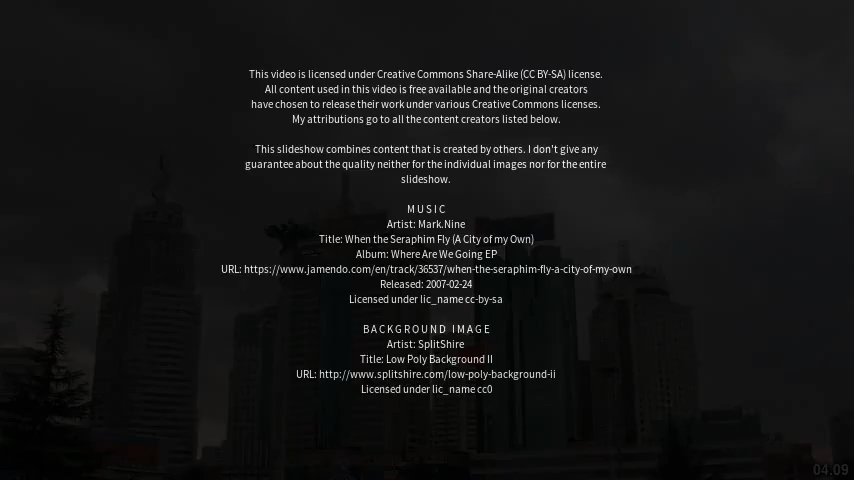 This video is licensed under Creative Commons Share-Alike (CC BY-SA) license.
All content used in this video is free available and the original creators
have chosen to release their work under various Creative Commons licenses.
My attributions go to all the content creators listed below.
This slideshow combines content that is created by others. I don't give any
guarantee about the quality neither for the individual images nor for the entire
slideshow.
MUSIC
Artist: Mark.Nine
Title: When the Seraphim Fly (A City of my Own)
Album: Where Are We Going EP
URL: https://www.jamendo.com/en/track/36537/when-the-seraphim-fly-a-city-of-my-own
Released: 2007-02-24
Licensed under lic_name cc-by-sa
BACKGROUND IMAGE
Artist: SplitShire
Title: Low Poly Background II
URL: http://www.splitshire.com/low-poly-background-ii
Licensed under lic_name cc0
04.09